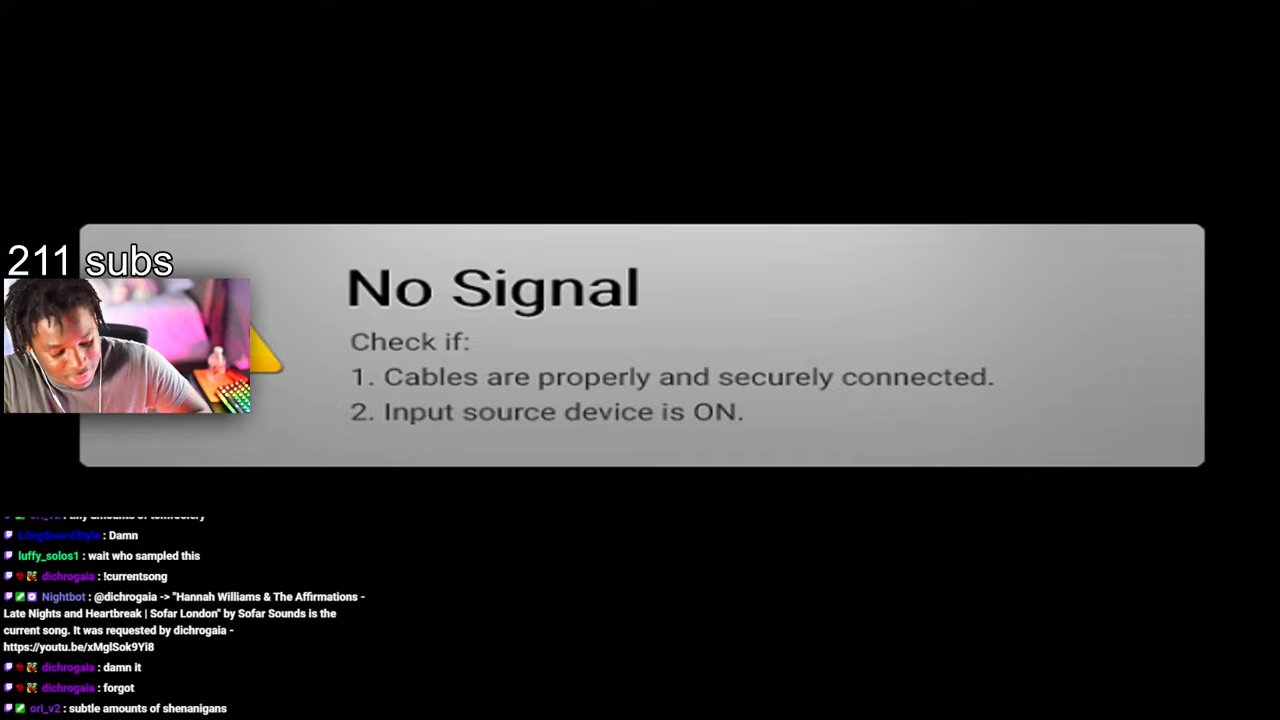 211 subs
No Signal
Check if:
1. Cables are properly and securely connected.
2. Input source device is ON.
L0ngSwordStyle : Damn
luffy_solos1 : wait who sampled this
dichrogaia : !currentsong
Nightbot : @dichrogaia -> "Hannah Williams & The Affirmations -
Late Nights and Heartbreak | Sofar London" by Sofar Sounds is the
current song. It was requested by dichrogaia -
https://youtu.be/xMglSok9Yl8
dichrogaia : damn it
dichrogaia : forgot
ori_v2 : subtle amounts of shenanigans